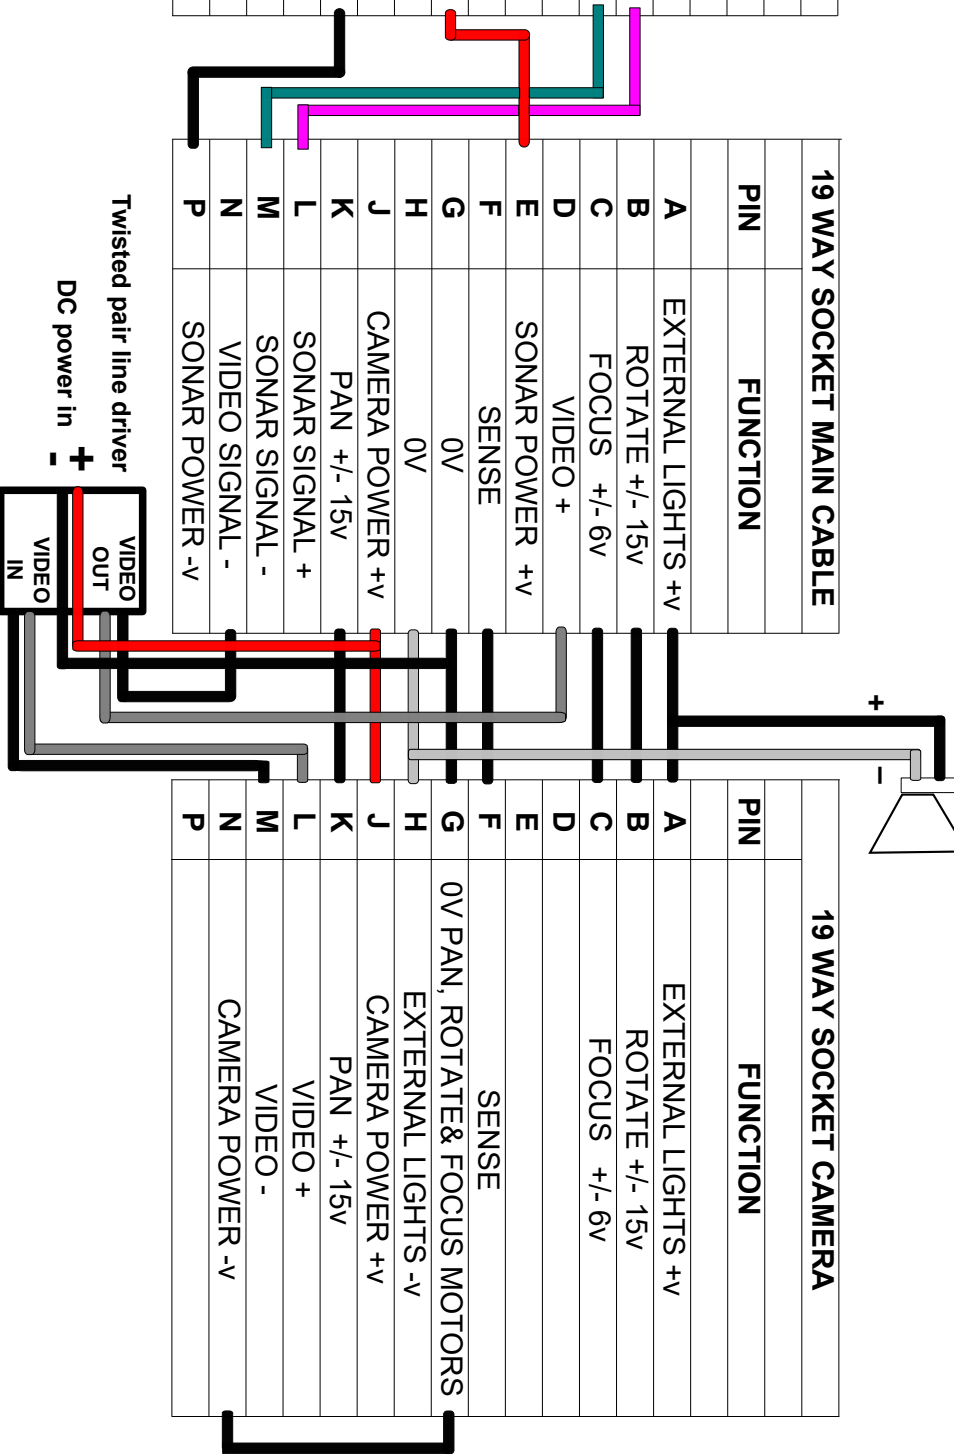 19 WAY SOCKET MAIN CABLE
PIN FUNCTION
A EXTERNAL LIGHTS +v
B ROTATE +/- 15v
C FOCUS +/- 6v
D VIDEO +
E SONAR POWER +v
F SENSE
G 0V
H 0V
J CAMERA POWER +v
K PAN +/- 15v
L SONAR SIGNAL +
M SONAR SIGNAL -
N VIDEO SIGNAL -
P SONAR POWER -v
Twisted pair line driver
DC power in
+
-
VIDEO
OUT
VIDEO
IN
+
–
19 WAY SOCKET CAMERA
PIN FUNCTION
A EXTERNAL LIGHTS +v
B ROTATE +/- 15v
C FOCUS +/- 6v
D
E
F SENSE
G 0V PAN, ROTATE& FOCUS MOTORS
H EXTERNAL LIGHTS -v
J CAMERA POWER +v
K PAN +/- 15v
L VIDEO +
M VIDEO -
N CAMERA POWER -v
P